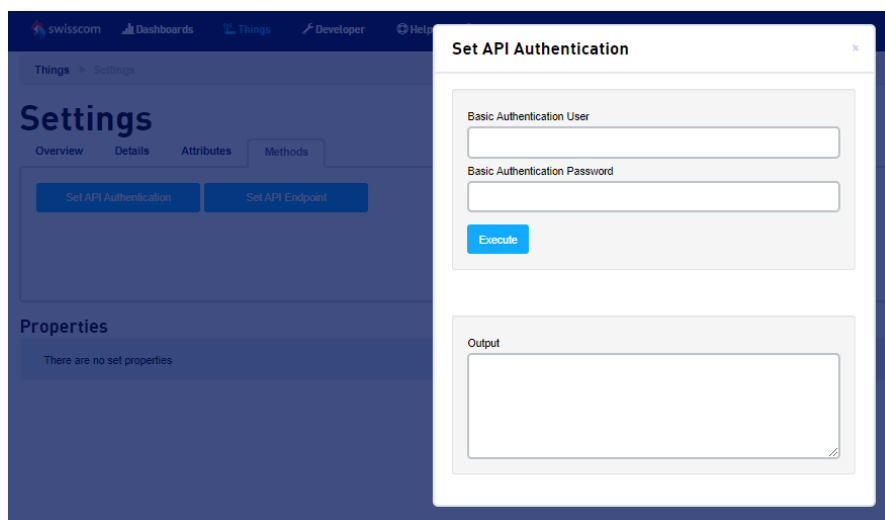 swisscom Dashboards Things Developer Help
Things > Settings
Settings
Overview Details Attributes Methods
Set API Authentication Set API Endpoint
Properties
There are no set properties
Set API Authentication x
Basic Authentication User
Basic Authentication Password
Execute
Output